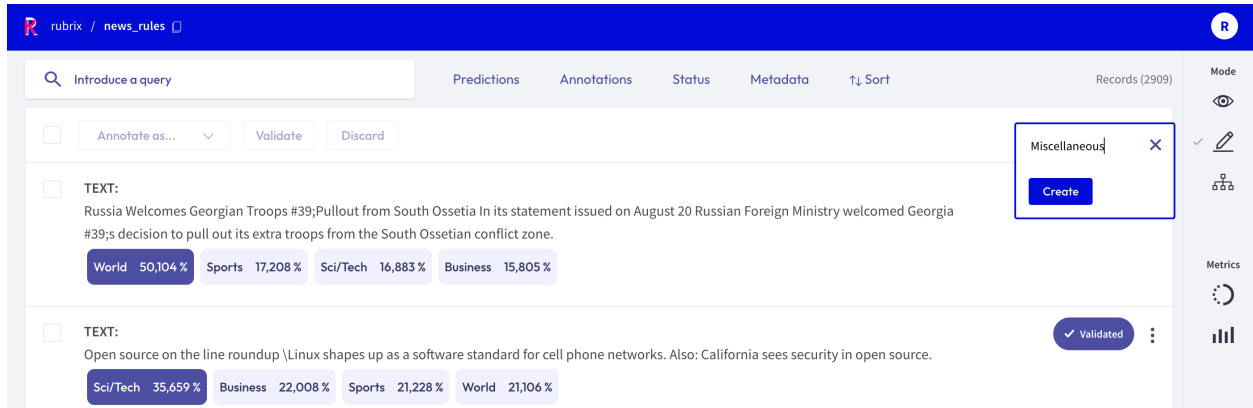 rubrix / news_rules
R
Introduce a query
Predictions Annotations Status Metadata Sort
Records (2909)
Mode
Annotate as... Validate Discard
Miscellaneous
Create
TEXT:
Russia Welcomes Georgian Troops #39;Pullout from South Ossetia In its statement issued on August 20 Russian Foreign Ministry welcomed Georgia
#39;s decision to pull out its extra troops from the South Ossetian conflict zone.
World 50,104 % Sports 17,208 % Sci/Tech 16,883 % Business 15,805 %
Metrics
TEXT:
Validated
Open source on the line roundup \Linux shapes up as a software standard for cell phone networks. Also: California sees security in open source.
Sci/Tech 35,659 % Business 22,008 % Sports 21,228 % World 21,106 %